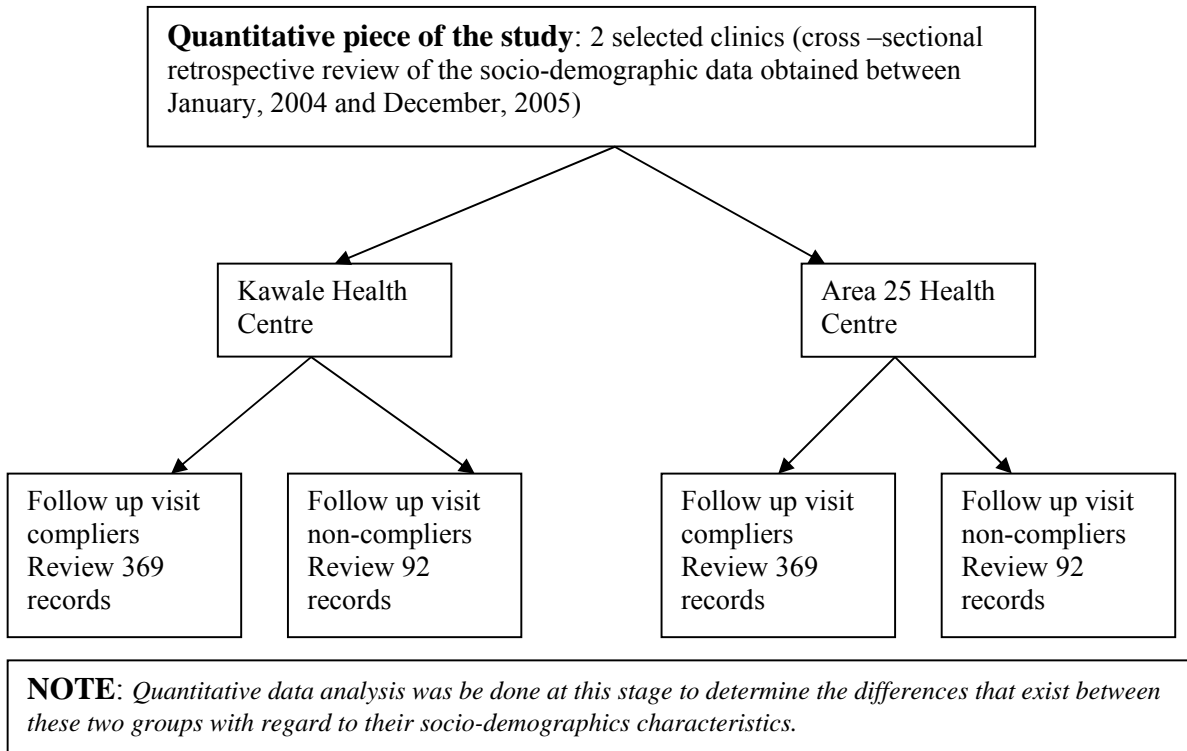 Quantitative piece of the study: 2 selected clinics (cross –sectional
retrospective review of the socio-demographic data obtained between
January, 2004 and December, 2005)
Kawale Health
Centre
Area 25 Health
Centre
Follow up visit
compliers
Review 369
records
Follow up visit
non-compliers
Review 92
records
Follow up visit
compliers
Review 369
records
Follow up visit
non-compliers
Review 92
records
NOTE: Quantitative data analysis was be done at this stage to determine the differences that exist between
these two groups with regard to their socio-demographics characteristics.